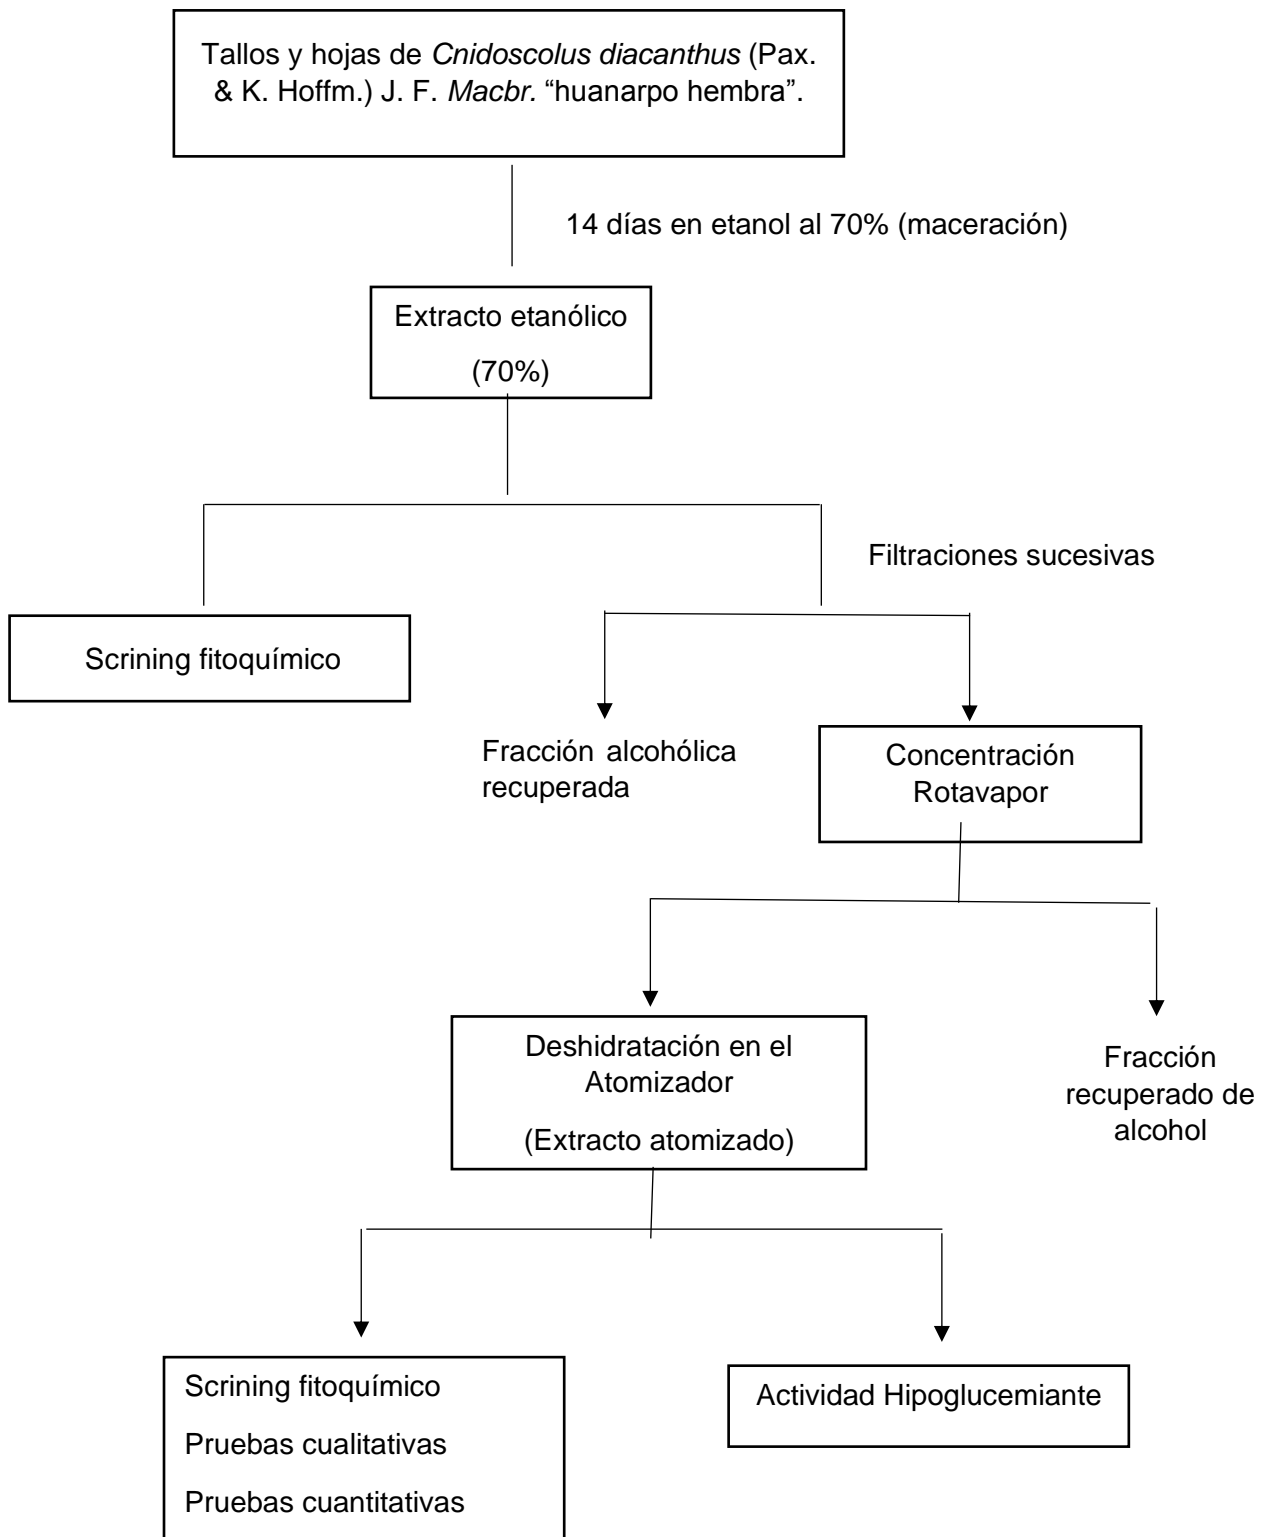 Tallos y hojas de Cnidoscolus diacanthus (Pax.
& K. Hoffm.) J. F. Macbr. “huanarpo hembra”.
14 días en etanol al 70% (maceración)
Extracto etanólico
(70%)
Filtraciones sucesivas
Scrining fitoquímico
Fracción alcohólica
recuperada
Concentración
Rotavapor
Deshidratación en el
Atomizador
(Extracto atomizado)
Fracción
recuperado de
alcohol
Scrining fitoquímico
Pruebas cualitativas
Pruebas cuantitativas
Actividad Hipoglucemiante